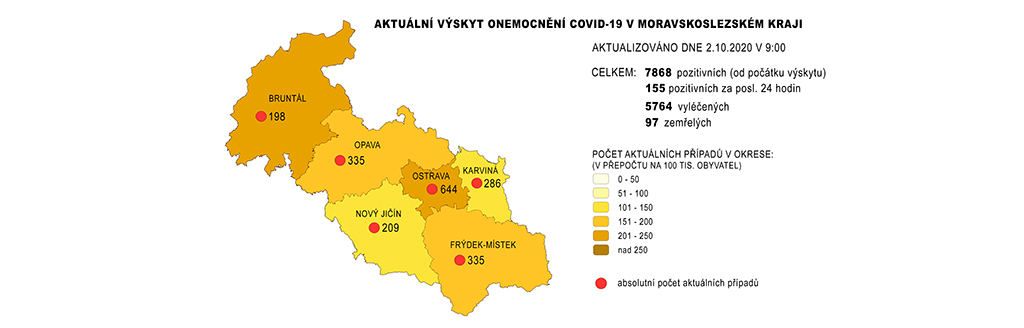 AKTUÁLNÍ VÝSKYT ONEMOCNĚNÍ COVID-19 V MORAVSKOSLEZSKÉM KRAJI
AKTUALIZOVÁNO DNE 2.10.2020 V 9:00
CELKEM: 7868 pozitivních (od počátku výskytu)
155 pozitivních za posl. 24 hodin
5764 vyléčených
97 zemřelých
BRUNTÁL
198
OPAVA
335
OSTRAVA
644
KARVINÁ
286
NOVÝ JIČÍN
209
FRÝDEK-MÍSTEK
335
POČET AKTUÁLNÍCH PŘÍPADŮ V OKRESE:
(V PŘEPOČTU NA 100 TIS. OBYVATEL)
0 - 50
51 - 100
101 - 150
151 - 200
201 - 250
nad 250
absolutní počet aktuálních případů